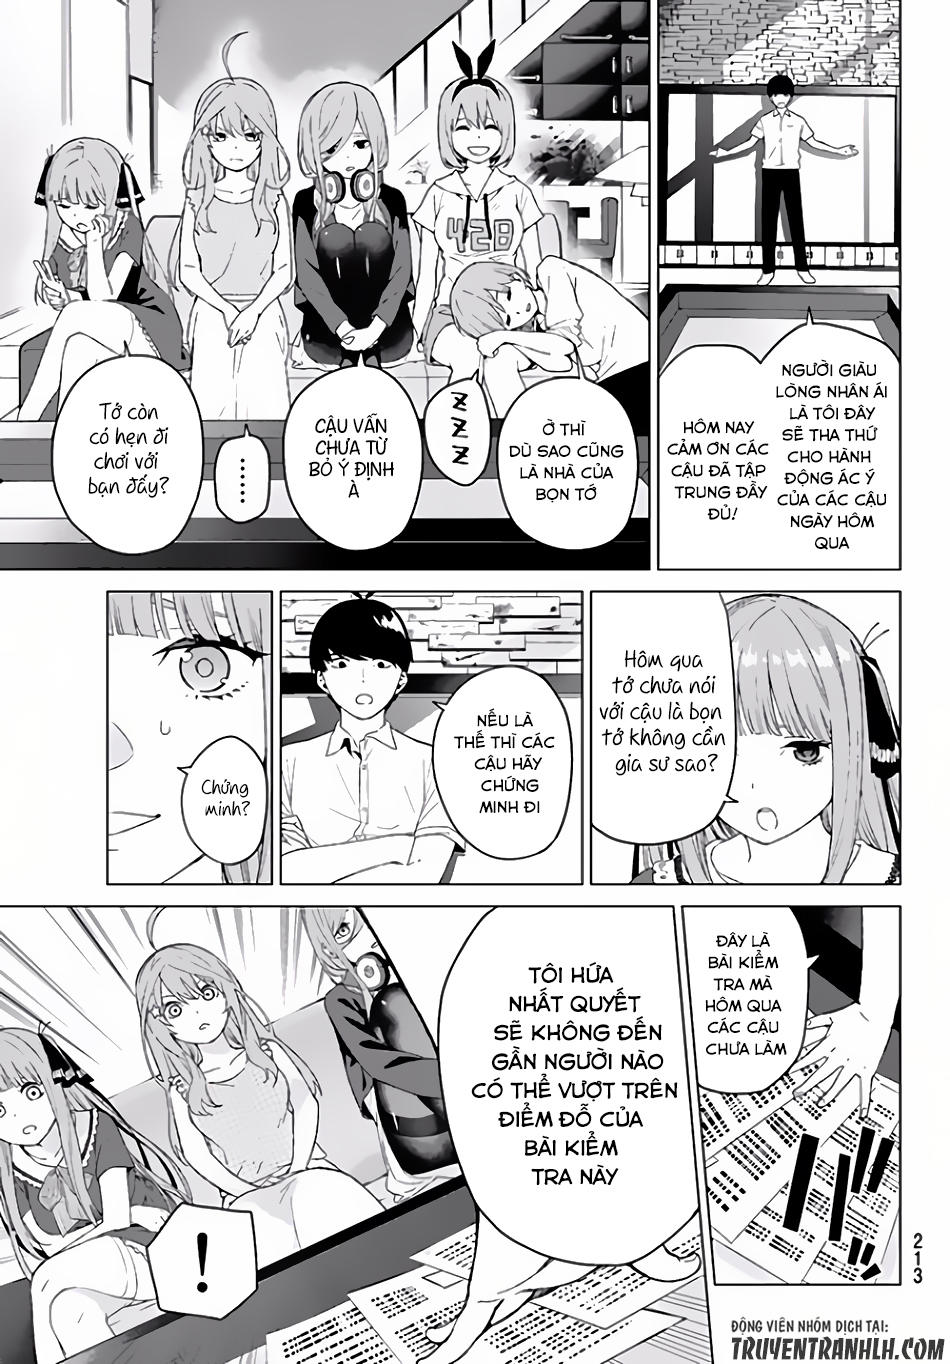 HÔM NAY
CẢM ƠN CÁC
CẬU ĐÃ TẬP
TRUNG ĐẦY
ĐỦ!
NGƯỜI GIÀU
LÒNG NHÂN ÁI
LÀ TÔI ĐÂY
SẼ THA THỨ
CHO HÀNH
ĐỘNG ÁC Ý
CỦA CÁC CẬU
NGÀY HÔM
QUA
428
Ở THÌ
DÙ SAO CŨNG
LÀ NHÀ CỦA
BỌN TỚ
Z
Z
Z
CẬU VẪN
CHƯA TỪ
BỎ Ý ĐỊNH
À
.....
Tớ còn
có hẹn đi
chơi với
bạn đấy?
Hôm qua
tớ chưa nói
với cậu là bọn
tớ không cần
gia sư sao?
NẾU LÀ
THẾ THÌ CÁC
CẬU HÃY
CHỨNG
MINH ĐI
Chứng
minh?
ĐÂY LÀ
BÀI KIỂM
TRA MÀ
HÔM QUA
CÁC CẬU
CHƯA LÀM
TÔI HỨA
NHẤT QUYẾT
SẼ KHÔNG ĐẾN
GẦN NGƯỜI NÀO
CÓ THỂ VƯỢT TRÊN
ĐIỂM ĐỖ CỦA
BÀI KIỂM
TRA NÀY
!
213
ĐỘNG VIÊN NHÓM DỊCH TẠI:
TRUYENTRANHLH.COM